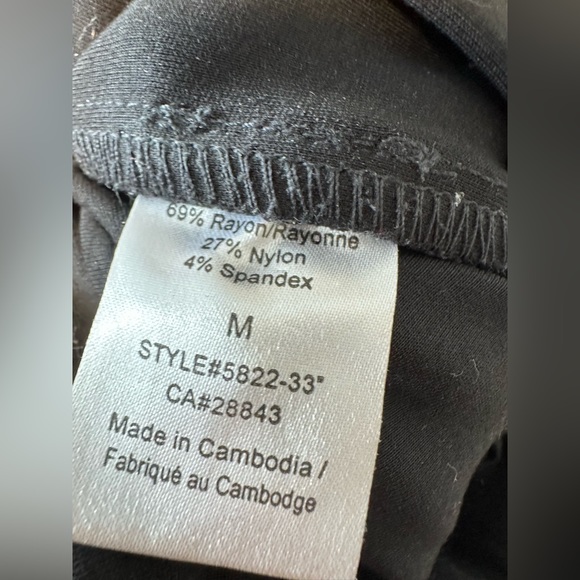 69% Rayon/Rayonne
27% Nylon
4% Spandex
M
STYLE#5822-33"
CA#28843
Made in Cambodia /
Fabriqué au Cambodge